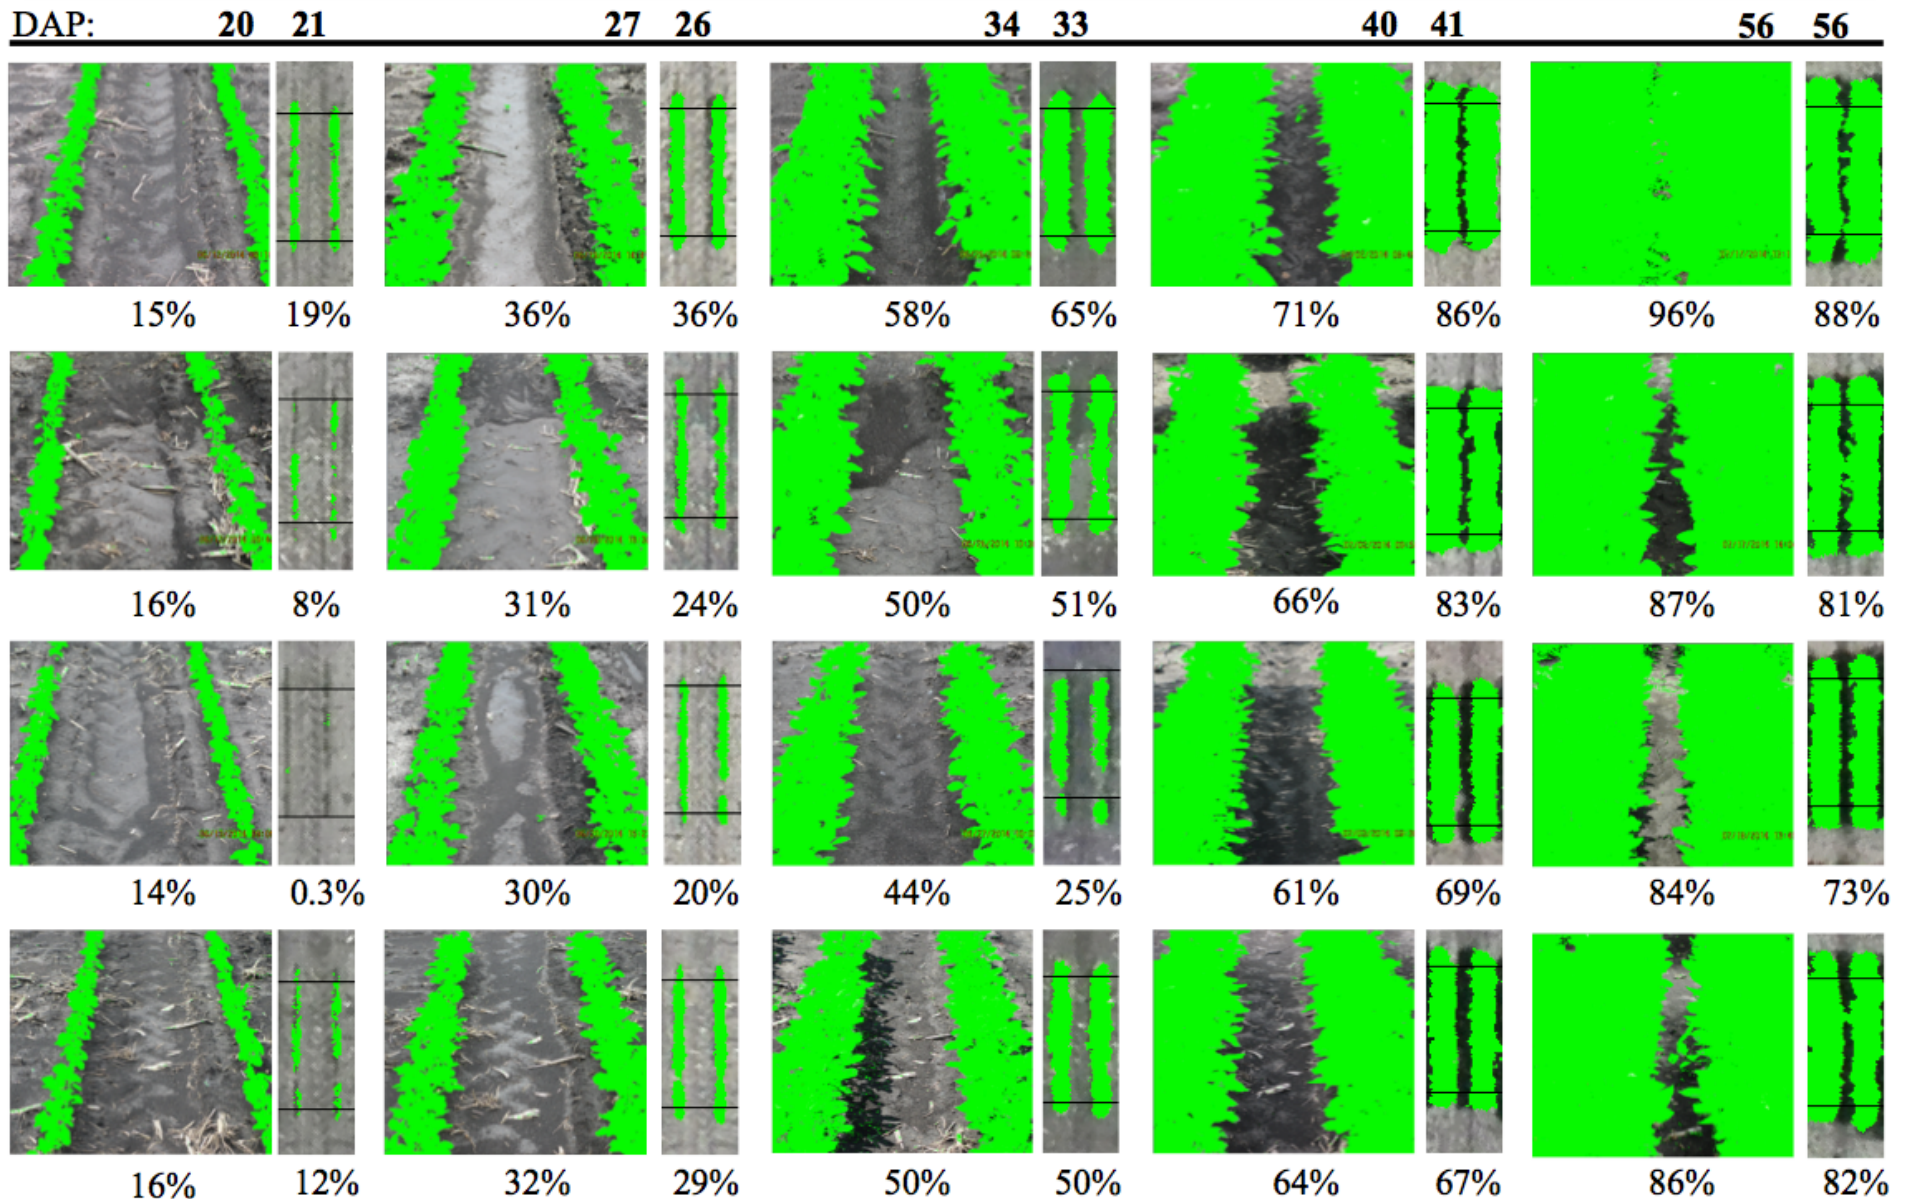 DAP: 20 21 27 26 34 33 40 41 56 56
15% 19% 36% 36% 58% 65% 71% 86% 96% 88%
16% 8% 31% 24% 50% 51% 66% 83% 87% 81%
14% 0.3% 30% 20% 44% 25% 61% 69% 84% 73%
16% 12% 32% 29% 50% 50% 64% 67% 86% 82%